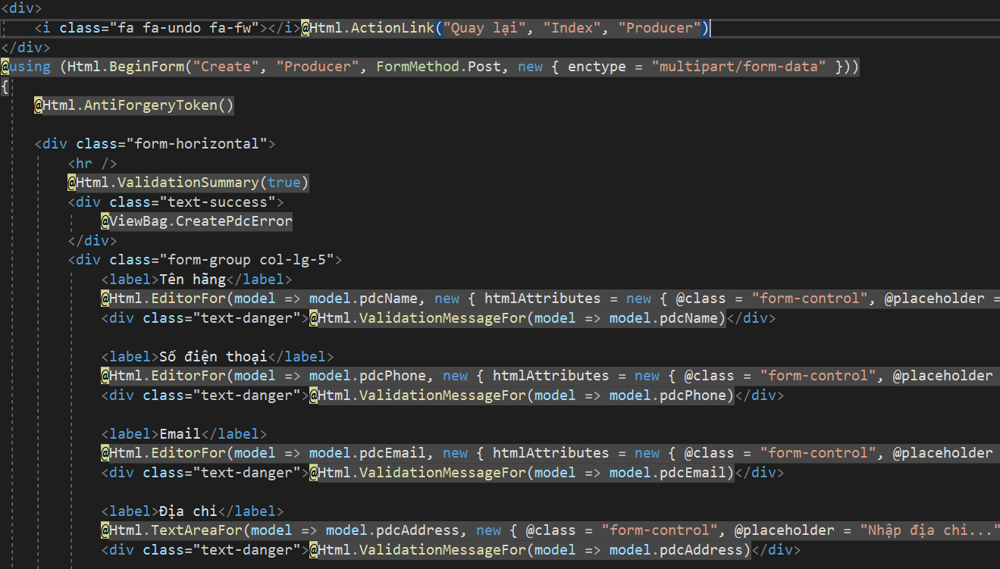 <div>
    <i class="fa fa-undo fa-fw"></i>@Html.ActionLink("Quay lại", "Index", "Producer")
</div>
@using (Html.BeginForm("Create", "Producer", FormMethod.Post, new { enctype = "multipart/form-data" }))
{
    @Html.AntiForgeryToken()
    <div class="form-horizontal">
        <hr />
        @Html.ValidationSummary(true)
        <div class="text-success">
            @ViewBag.CreatePdcError
        </div>
        <div class="form-group col-lg-5">
            <label>Tên hãng</label>
            @Html.EditorFor(model => model.pdcName, new { htmlAttributes = new { @class = "form-control", @placeholder =
            <div class="text-danger">@Html.ValidationMessageFor(model => model.pdcName)</div>
            <label>Số điện thoại</label>
            @Html.EditorFor(model => model.pdcPhone, new { htmlAttributes = new { @class = "form-control", @placeholder
            <div class="text-danger">@Html.ValidationMessageFor(model => model.pdcPhone)</div>
            <label>Email</label>
            @Html.EditorFor(model => model.pdcEmail, new { htmlAttributes = new { @class = "form-control", @placeholder
            <div class="text-danger">@Html.ValidationMessageFor(model => model.pdcEmail)</div>
            <label>Địa chỉ</label>
            @Html.TextAreaFor(model => model.pdcAddress, new { @class = "form-control", @placeholder = "Nhập địa chỉ..."
            <div class="text-danger">@Html.ValidationMessageFor(model => model.pdcAddress)</div>